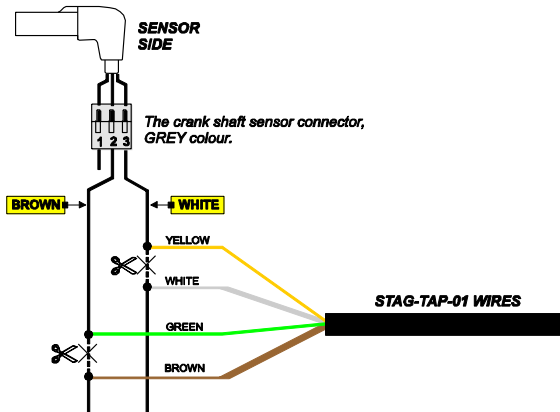 SENSOR
SIDE
The crank shaft sensor connector,
GREY colour.
1 2 3
BROWN
WHITE
YELLOW
WHITE
STAG-TAP-01 WIRES
GREEN
BROWN